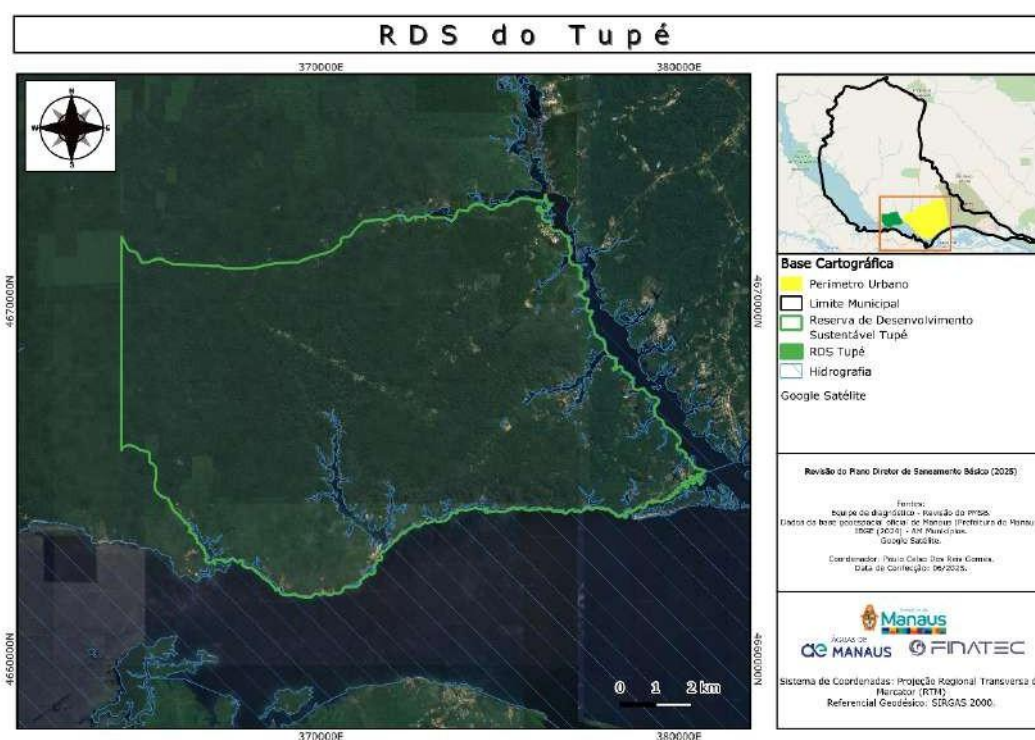 RDS do Tupé
370000E
380000E
N
W
E
S
4670000N
4670000N
4660000N
4660000N
0 1 2 km
370000E
380000E
Base Cartográfica
Perímetro Urbano
Limite Municipal
Reserva de Desenvolvimento
Sustentável Tupé
RDS Tupé
Hidrografia
Google Satélite
Revisão do Plano Diretor de Saneamento Básico (2025)
Fontes:
Equipe de diagnóstico - Revisão do PMSB.
Dados da base geoespacial oficial de Manaus (Prefeitura de Manau
IBGE (2024) - AM Municípios.
Google Satélite.
Coordenador: Paulo Celso Dos Reis Gomes.
Data de Confecção: 06/2025.
Manaus
ÁGUAS DE
MANAUS
FINATEC
Sistema de Coordenadas: Projeção Regional Transversa d
Mercator (RTM)
Referencial Geodésico: SIRGAS 2000.